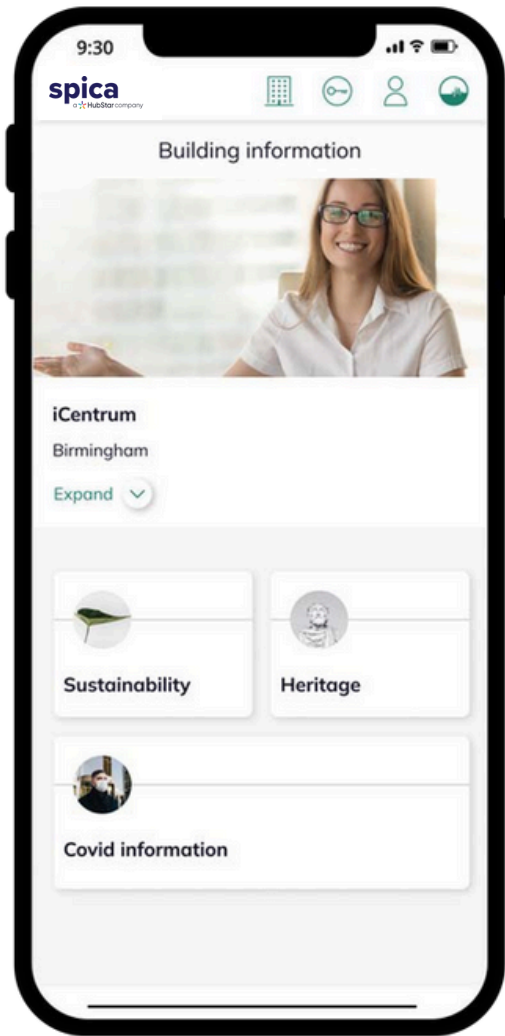 9:30
spica
a HubStar company
Building information
iCentrum
Birmingham
Expand
Sustainability
Heritage
Covid information